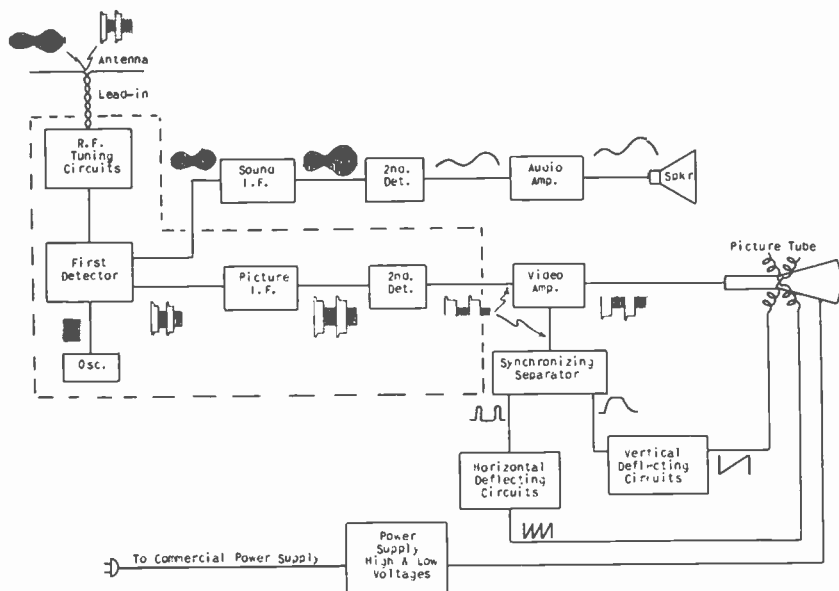 Antenna
Lead-in
R.F.
Tuning
Circuits
Sound
I.F.
2nd.
Det.
Audio
Amp.
Spkr
First
Detector
Picture
I.F.
2nd.
Det.
Video
Amp.
Picture Tube
Osc.
Synchronizing
Separator
Horizontal
Deflecting
Circuits
Vertical
Deflecting
Circuits
To Commercial Power Supply
Power
Supply
High & Low
Voltages